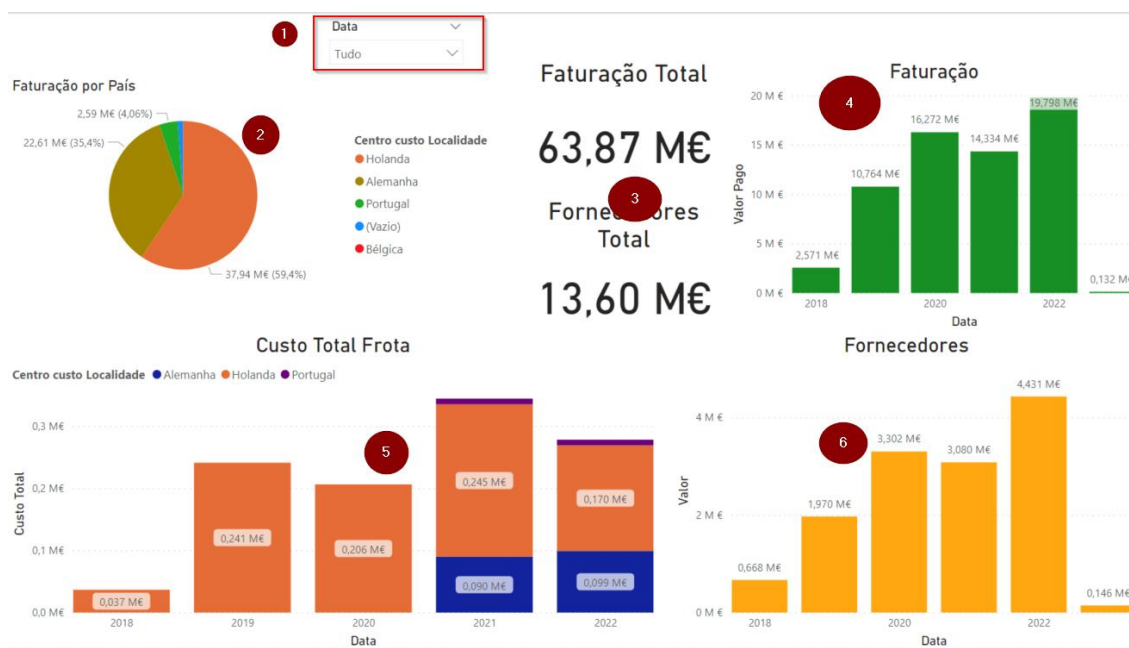 1
Data
Tudo
Faturação por País
2,59 M€ (4,06%)
22,61 M€ (35,4%)
2
37,94 M€ (59,4%)
Centro custo Localidade
Holanda
Alemanha
Portugal
(Vazio)
Bélgica
Faturação Total
63,87 M€
3
Total
13,60 M€
Faturação
4
Valor Pago
20 M €
15 M €
10 M €
5 M €
0 M €
2,571 M€
10,764 M€
16,272 M€
14,334 M€
19,798 M€
0,132 M€
2018
2020
2022
Data
Custo Total Frota
Centro custo Localidade Alemanha Holanda Portugal
5
Custo Total
0,3 M€
0,2 M€
0,1 M€
0,0 M€
0,037 M€
0,241 M€
0,206 M€
0,245 M€
0,090 M€
0,170 M€
0,099 M€
2018
2019
2020
2021
2022
Data
Fornecedores
6
Valor
4 M€
2 M€
0 M€
0,668 M€
1,970 M€
3,302 M€
3,080 M€
4,431 M€
0,146 M€
2018
2020
2022
Data